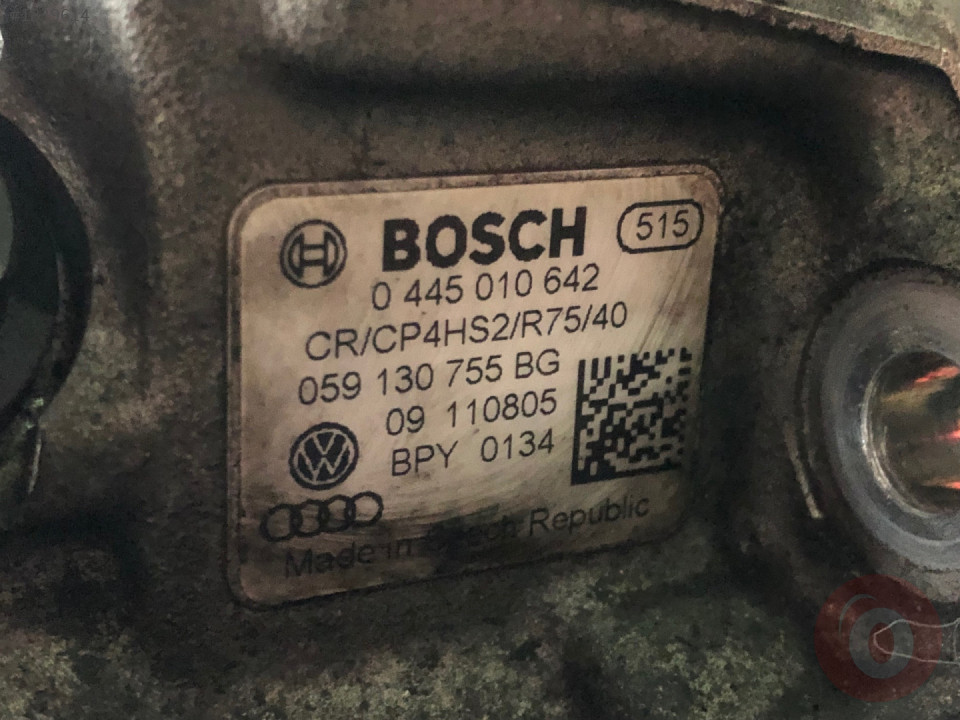 BOSCH 515
0 445 010 642
CR/CP4HS2/R75/40
059 130 755 BG
09 110805
BPY 0134
Made in Czech Republic